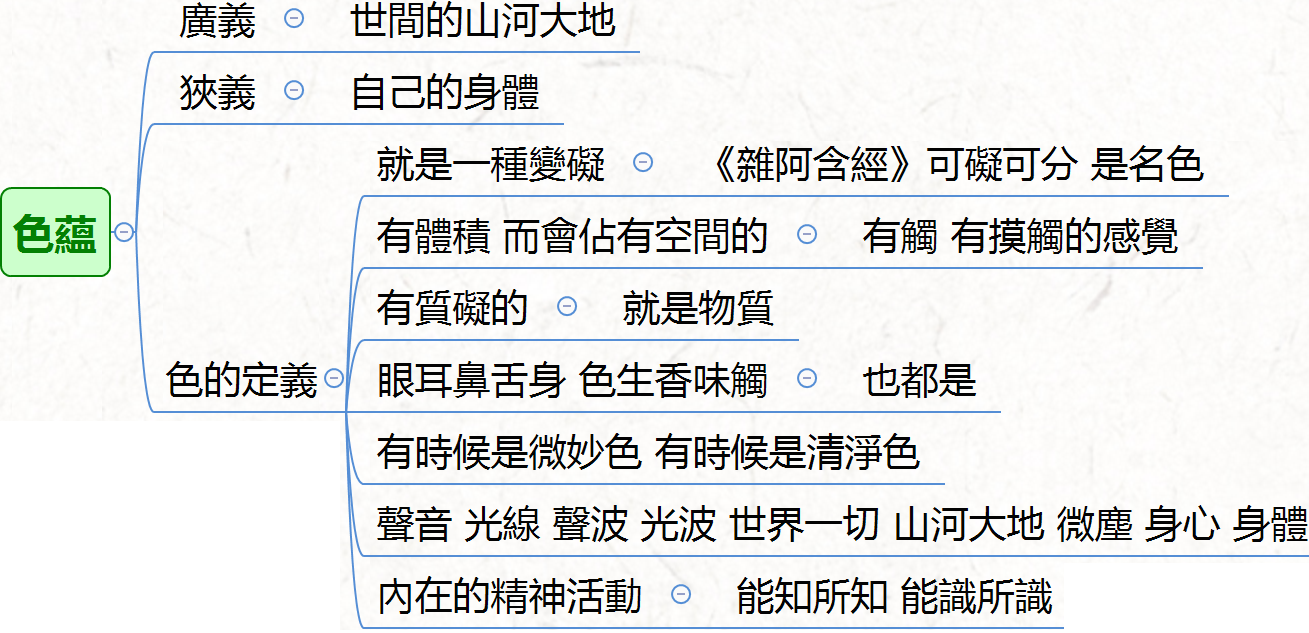 廣義 世間的山河大地
狹義 自己的身體
就是一種變礙 《雜阿含經》可礙可分 是名色
色蘊
有體積 而會佔有空間的 有觸 有摸觸的感覺
有質礙的 就是物質
色的定義
眼耳鼻舌身 色生香味觸 也都是
有時候是微妙色 有時候是清淨色
聲音 光線 聲波 光波 世界一切 山河大地 微塵 身心 身體
內在的精神活動 能知所知 能識所識